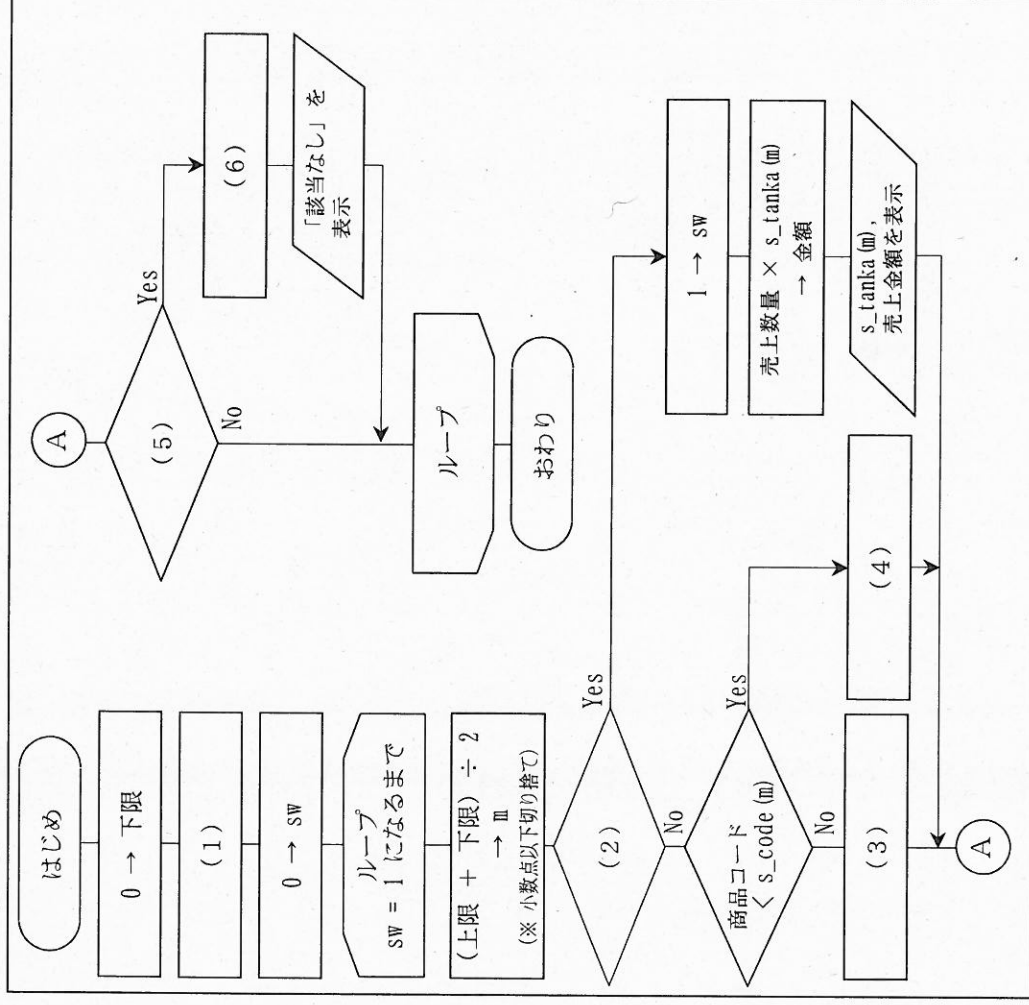 はじめ
0 → 下限
(1)
0 → sw
ループ
sw = 1 になるまで
(上限 + 下限) ÷ 2
→ m
(※ 小数点以下切り捨て)
(2)
Yes
No
商品コード
< s_code(m)
Yes
No
(3)
(4)
1 → sw
売上数量 × s_tanka(m)
→ 金額
s_tanka(m),
売上金額を表示
A
A
(5)
Yes
No
(6)
「該当なし」を
表示
ループ
おわり